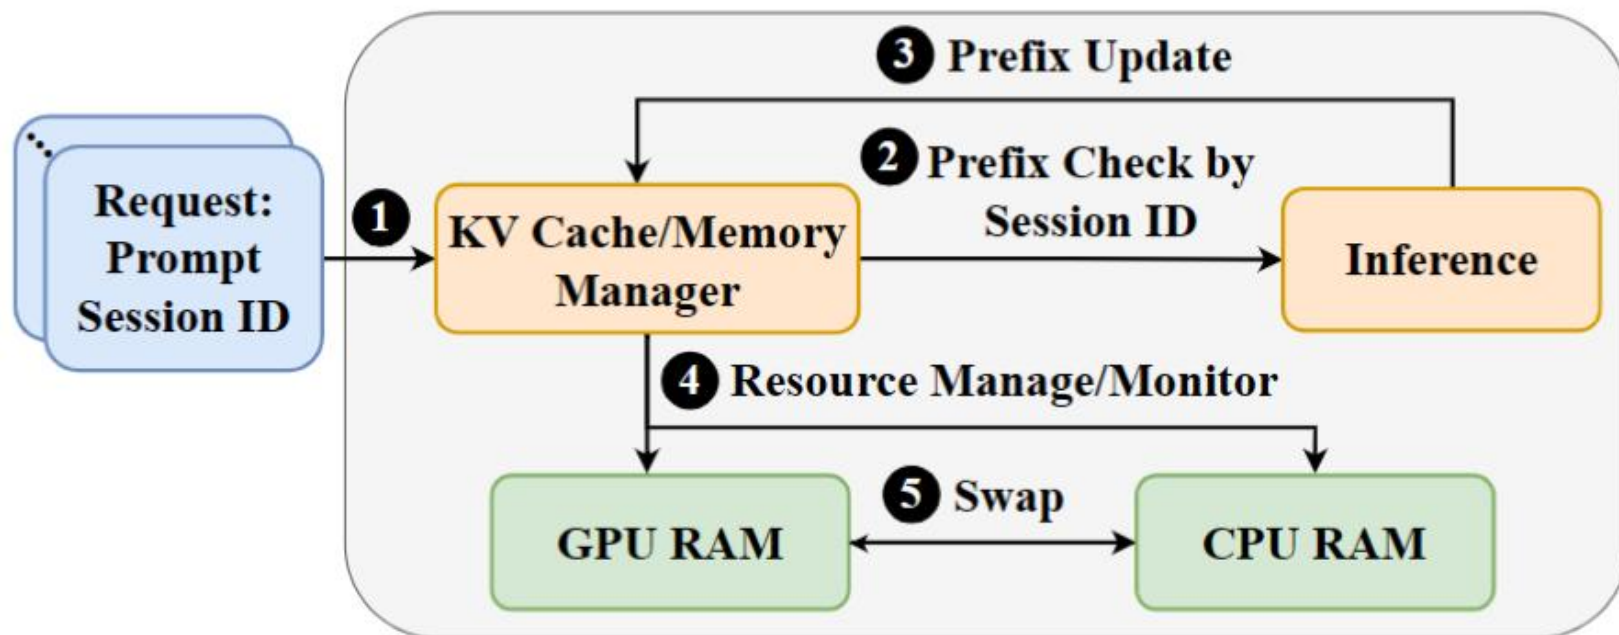 3 Prefix Update
2 Prefix Check by
Session ID
Request:
Prompt
Session ID
1
KV Cache/Memory
Manager
Inference
4 Resource Manage/Monitor
5 Swap
GPU RAM
CPU RAM